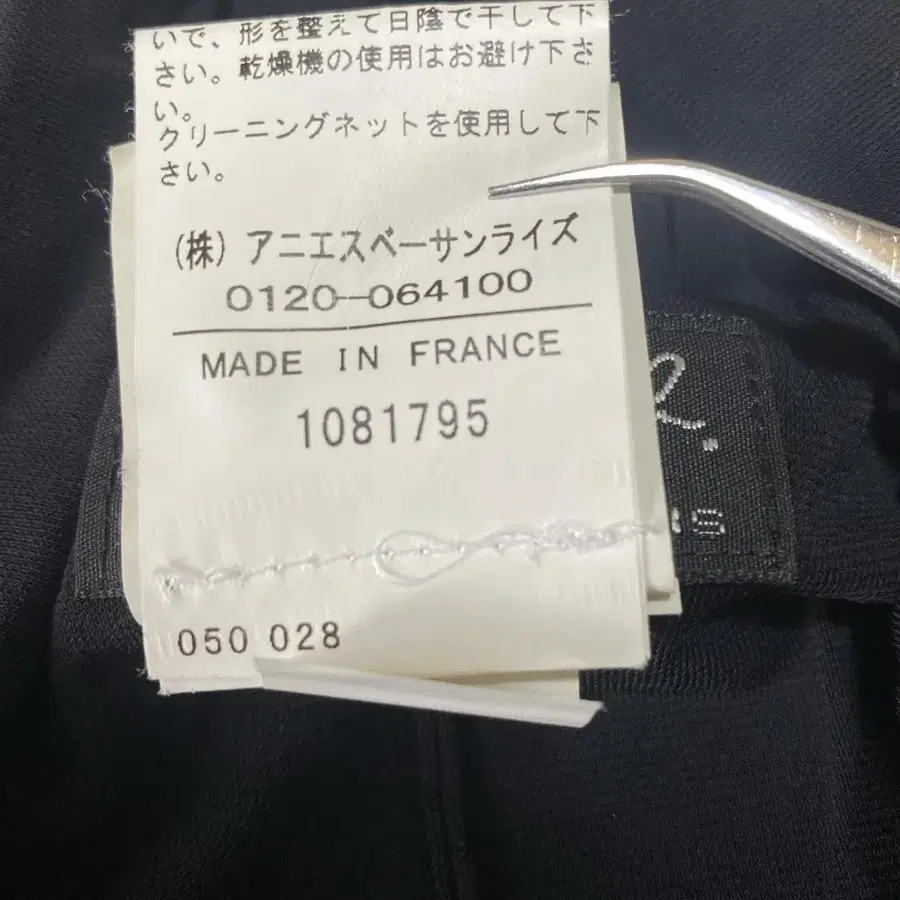 いで、形を整えて日陰で干して下
さい。乾燥機の使用はお避け下さ
い。
クリーニングネットを使用して下
さい。
(株) アニエスベーサンライズ
0120-064100
MADE IN FRANCE
1081795
050 028